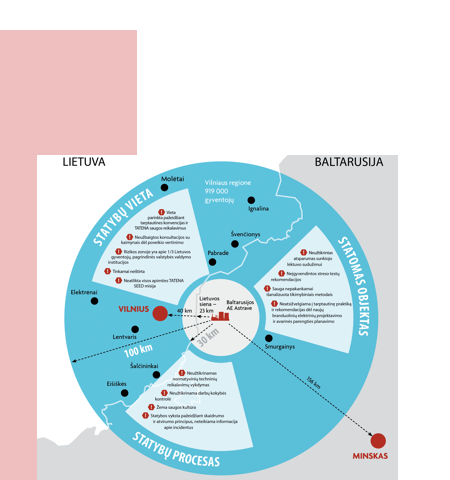 LIETUVA
BALTARUSIJA
Moletai
Vilniaus regione
919 000
gyventojų
Ignalina
STATYBŲ VIETA
Vieta
parinkta pažeidžiant
tarptautines konvencijas ir
TATENA saugos reikalavimus
Neužbaigtos konsultacijos su
kaimynais dėl poveikio vertinimo
Rizikos zonoje yra apie 1/3 Lietuvos
gyventojų, pagrindinės valstybės valdymo
institucijos
Tinkamai neištirta
Neatlikta visos apimties TATENA
SEED misija
Švenčionys
Pabradė
STATOMAS OBJEKTAS
Neužtikrintas
atsparumas sunkiojo
lėktuvo sudužimui
Neįgyvendintos streso testų
rekomendacijos
Sauga nepakankamai
išanalizuota tikimybiniais metodais
Neatsižvelgiama į tarptautinę praktiką
ir rekomendacijas dėl naujų
branduolinių elektrinių projektavimo
ir avarinės parengties planavimo
Elektrėnai
VILNIUS
40 km
Lietuvos
siena –
23 km
Baltarusijos
AE Astrave
Lentvaris
30 km
100 km
Smurgainys
Šalčininkai
Eišiškės
Neužtikrinamas
normatyvinių techninių
reikalavimų vykdymas
Neužtikrinama darbų kokybės
kontrolė
Žema saugos kultūra
Statybos vyksta pažeidžiant skaidrumo
ir atvirumo principus, neteikiama informacija
apie incidentus
STATYBŲ PROCESAS
156 km
MINSKAS